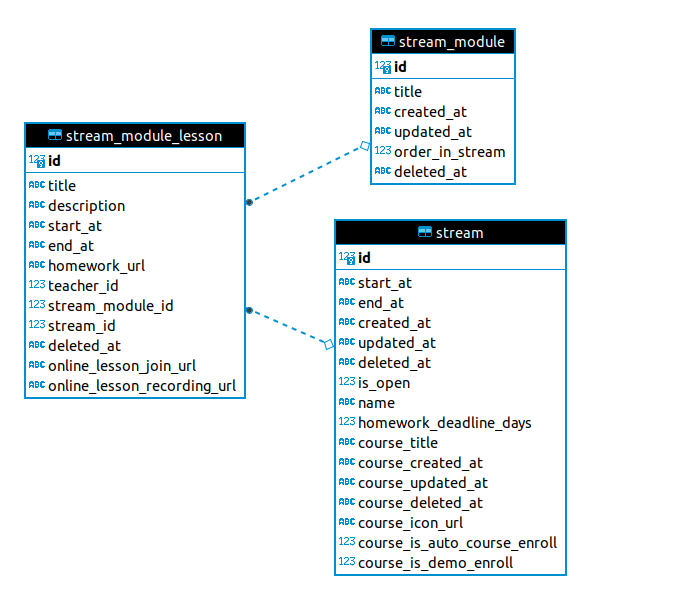 stream_module
123 id
ABC title
ABC created_at
ABC updated_at
123 order_in_stream
ABC deleted_at
stream_module_lesson
123 id
ABC title
ABC description
ABC start_at
ABC end_at
ABC homework_url
123 teacher_id
123 stream_module_id
123 stream_id
ABC deleted_at
ABC online_lesson_join_url
ABC online_lesson_recording_url
stream
123 id
ABC start_at
ABC end_at
ABC created_at
ABC updated_at
ABC deleted_at
123 is_open
ABC name
123 homework_deadline_days
ABC course_title
ABC course_created_at
ABC course_updated_at
ABC course_deleted_at
ABC course_icon_url
123 course_is_auto_course_enroll
123 course_is_demo_enroll